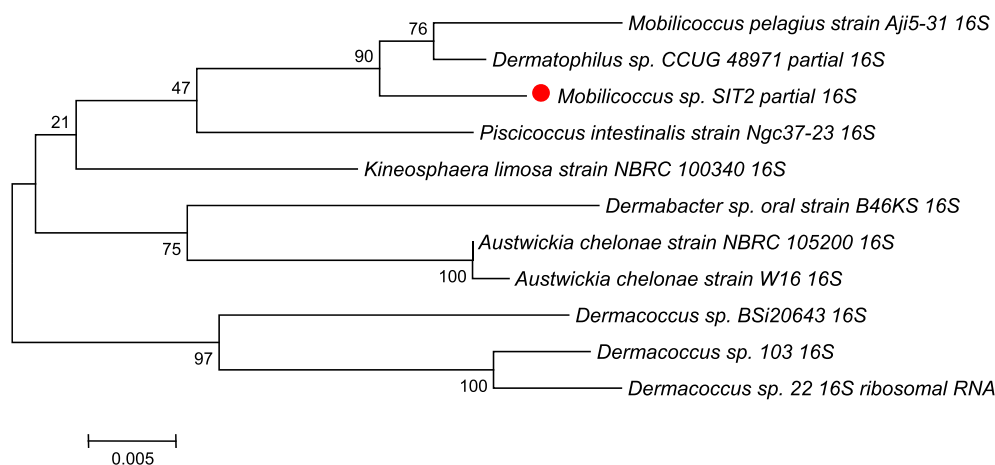 76
Mobilicoccus pelagius strain Aji5-31 16S
90
Dermatophilus sp. CCUG 48971 partial 16S
47
Mobilicoccus sp. SIT2 partial 16S
21
Piscicoccus intestinalis strain Ngc37-23 16S
Kineosphaera limosa strain NBRC 100340 16S
Dermabacter sp. oral strain B46KS 16S
75
Austwickia chelonae strain NBRC 105200 16S
100
Austwickia chelonae strain W16 16S
Dermacoccus sp. BSi20643 16S
97
Dermacoccus sp. 103 16S
100
Dermacoccus sp. 22 16S ribosomal RNA
0.005